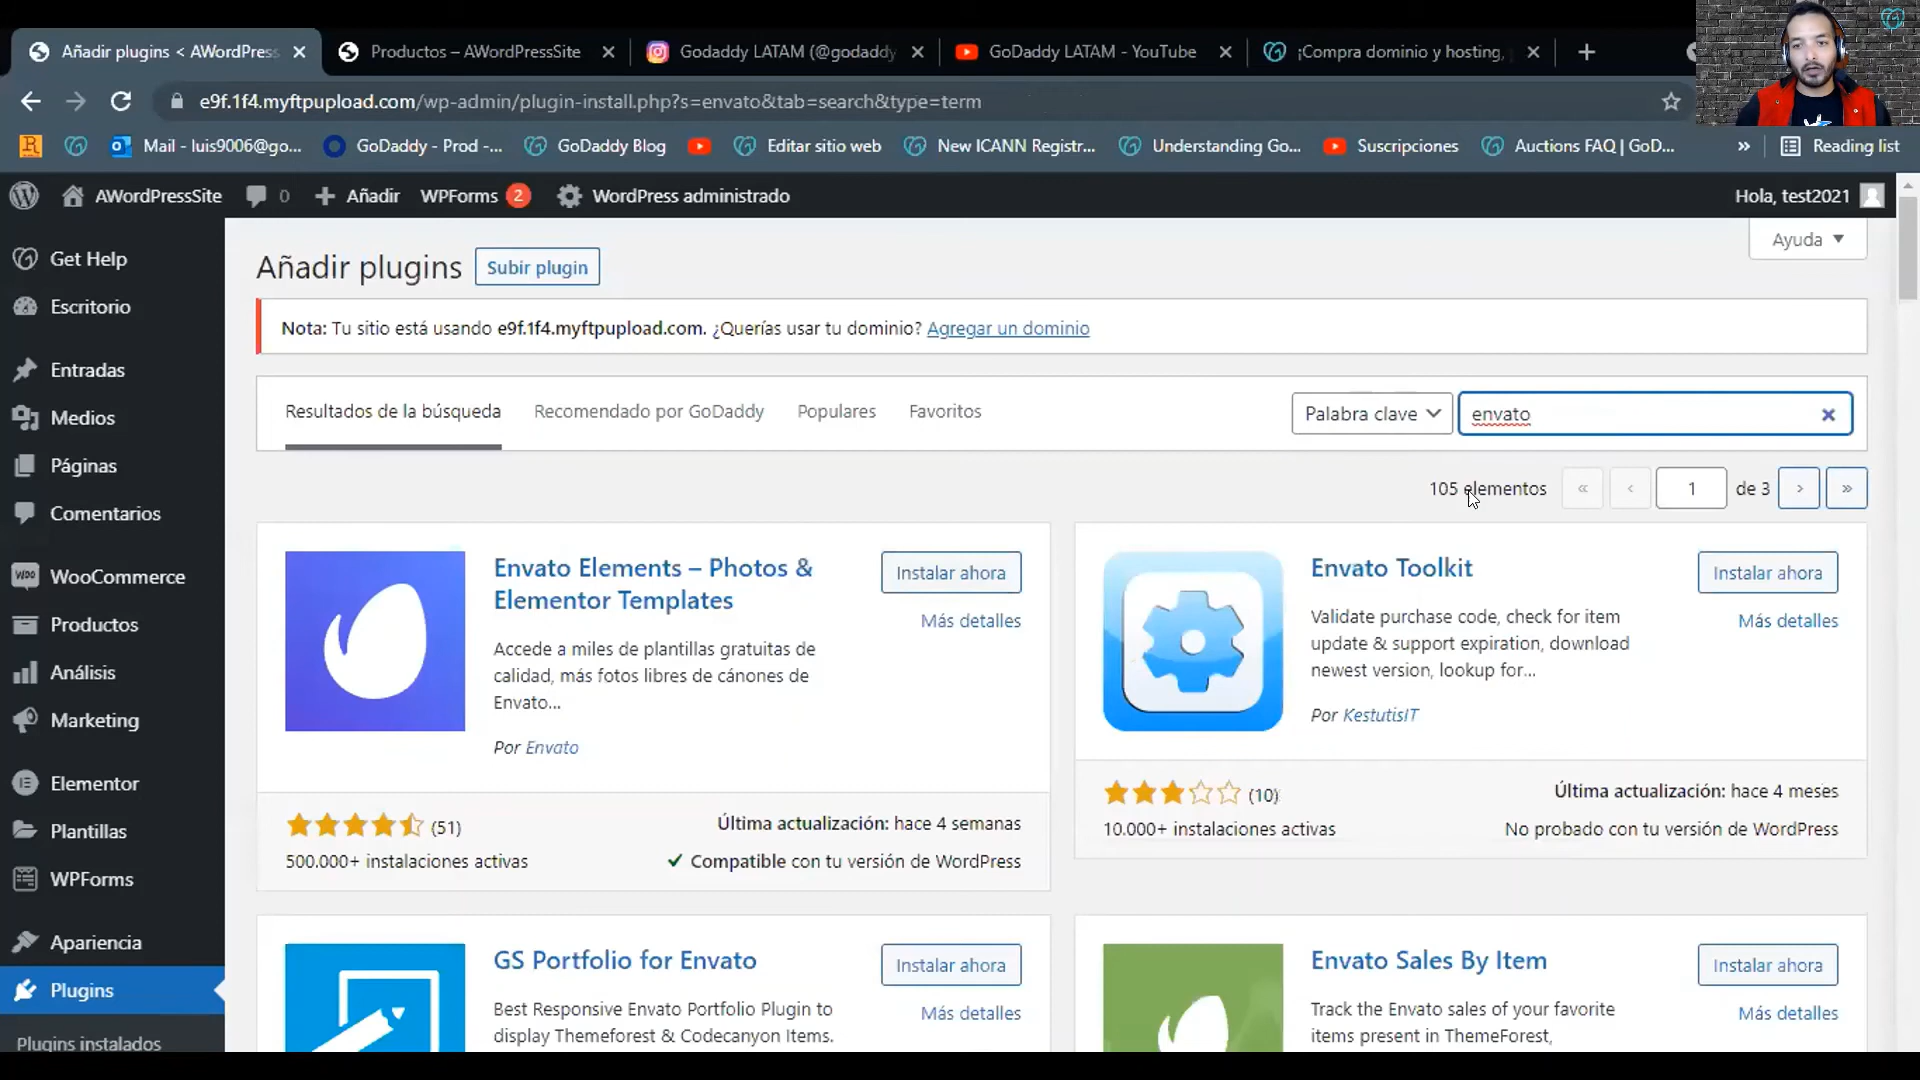 Añadir plugins < AWordPress
Productos – AWordPressSite
Godaddy LATAM (@godaddy
GoDaddy LATAM - YouTube
¡Compra dominio y hosting,
e9f.1f4.myftpupload.com/wp-admin/plugin-install.php?s=envato&tab=search&type=term
Mail - luis9006@go...
GoDaddy - Prod -...
GoDaddy Blog
Editar sitio web
New ICANN Registr...
Understanding Go...
Suscripciones
Auctions FAQ | GoD...
»
Reading list
AWordPressSite
0
Añadir
WPForms 2
WordPress administrado
Hola, test2021
Get Help
Escritorio
Entradas
Medios
Páginas
Comentarios
WooCommerce
Productos
Análisis
Marketing
Elementor
Plantillas
WPForms
Apariencia
Plugins
Plugins instalados
Ayuda
Añadir plugins
Subir plugin
Nota: Tu sitio está usando e9f.1f4.myftpupload.com. ¿Querías usar tu dominio? Agregar un dominio
Resultados de la búsqueda
Recomendado por GoDaddy
Populares
Favoritos
Palabra clave
envato
105 elementos « ‹ 1 de 3 › »
Envato Elements – Photos &
Elementor Templates
Instalar ahora
Más detalles
Accede a miles de plantillas gratuitas de
calidad, más fotos libres de cánones de
Envato...
Por Envato
(51)
500.000+ instalaciones activas
Última actualización: hace 4 semanas
Compatible con tu versión de WordPress
Envato Toolkit
Instalar ahora
Más detalles
Validate purchase code, check for item
update & support expiration, download
newest version, lookup for...
Por KestutisIT
(10)
10.000+ instalaciones activas
Última actualización: hace 4 meses
No probado con tu versión de WordPress
GS Portfolio for Envato
Instalar ahora
Más detalles
Best Responsive Envato Portfolio Plugin to
display Themeforest & Codecanyon Items.
Envato Sales By Item
Instalar ahora
Más detalles
Track the Envato sales of your favorite
items present in ThemeForest,